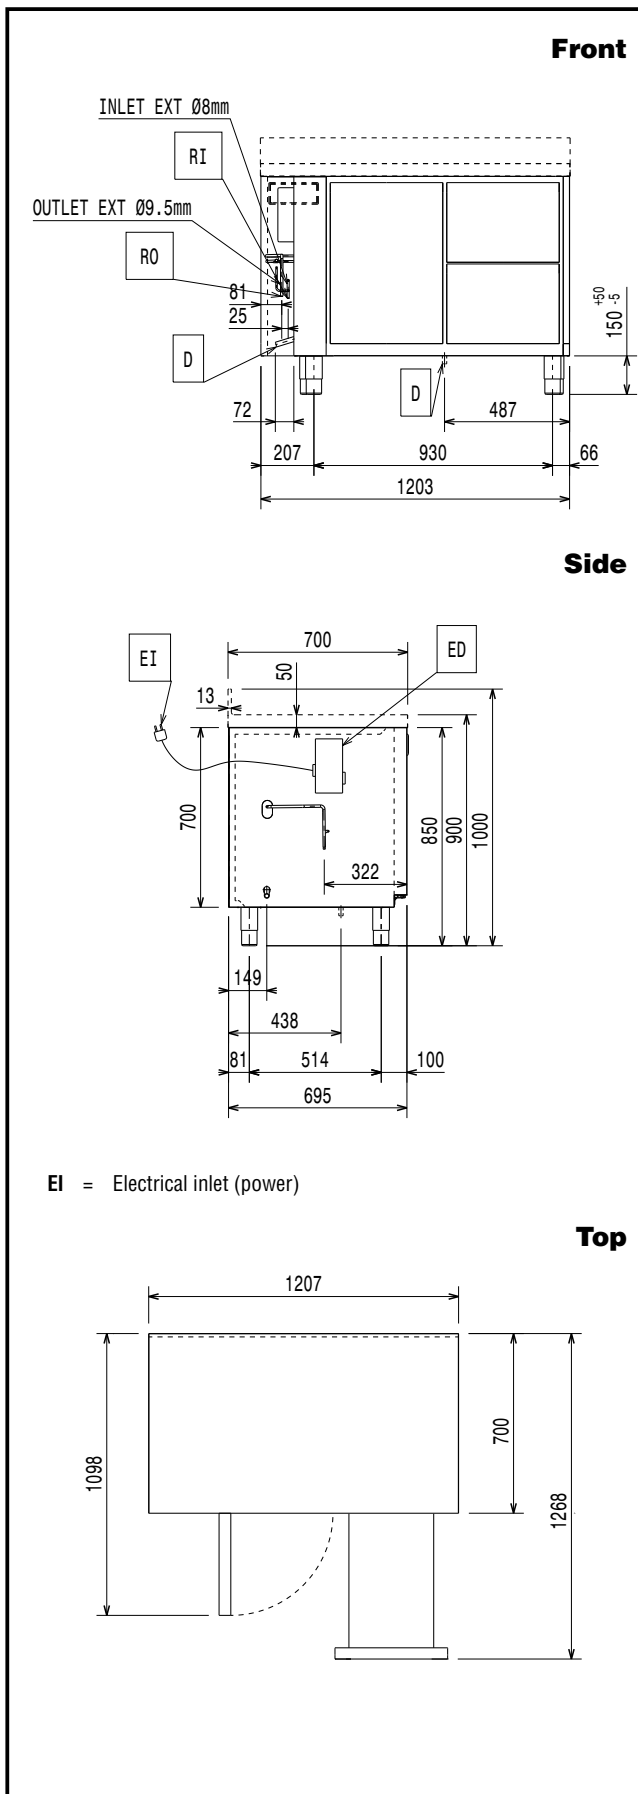 Front
INLET EXT Ø8mm
RI
OUTLET EXT Ø9.5mm
RO
81
25
D
D
150 +50 -5
72
487
207
930
66
1203
Side
700
EI
50
ED
13
700
322
850
900
1000
149
438
81
514
100
695
EI = Electrical inlet (power)
Top
1207
1098
700
1268